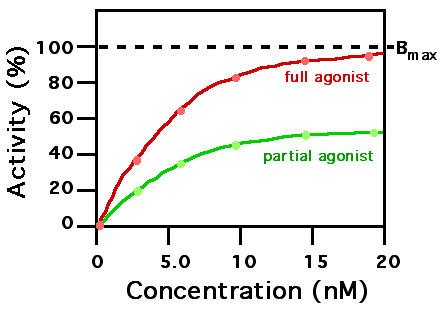 100
80
60
40
20
0
Activity (%)
Bmax
full agonist
partial agonist
0
5.0
10
15
20
Concentration (nM)